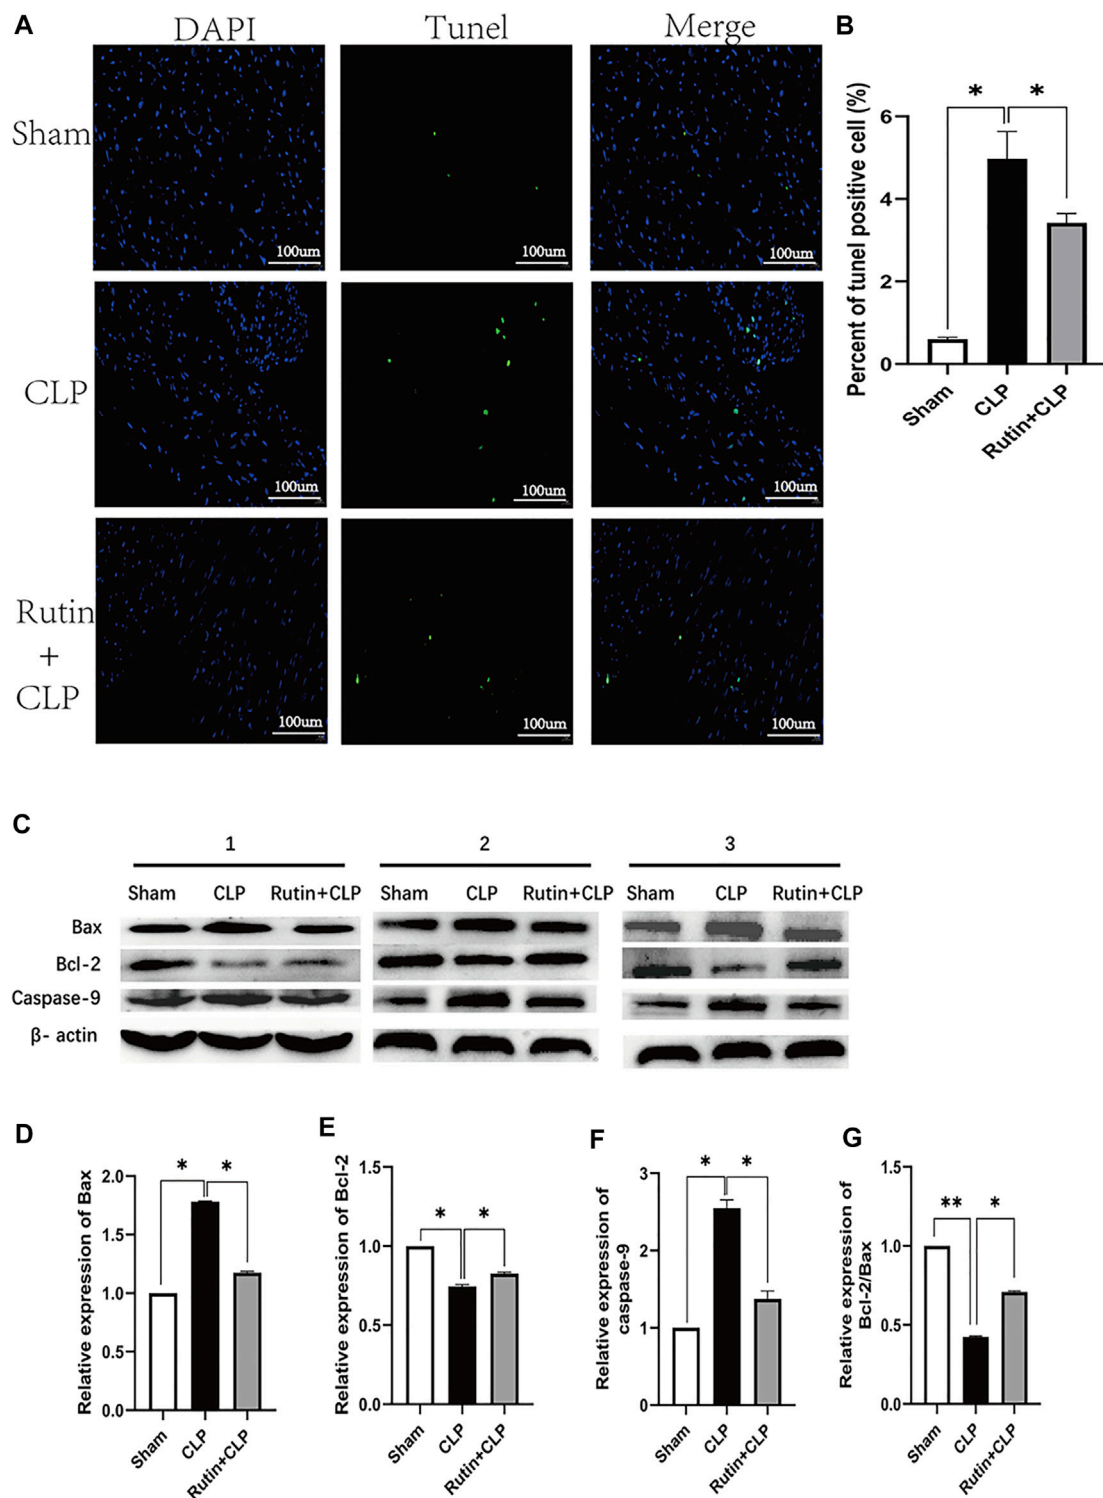 A
DAPI
Tunel
Merge
Sham
100um
100um
100um
CLP
100um
100um
100um
Rutin
+
CLP
100um
100um
100um
B
Percent of tunel positive cell (%)
6
4
2
0
*
*
Sham
CLP
Rutin+CLP
C
1
2
3
Sham CLP Rutin+CLP
Sham CLP Rutin+CLP
Sham CLP Rutin+CLP
Bax
Bcl-2
Caspase-9
β- actin
D
Relative expression of Bax
2.0
1.5
1.0
0.5
0.0
*
*
Sham
CLP
Rutin+CLP
E
Relative expression of Bcl-2
1.5
1.0
0.5
0.0
*
*
Sham
CLP
Rutin+CLP
F
Relative expression of
caspase-9
3
2
1
0
*
*
Sham
CLP
Rutin+CLP
G
Relative expression of
Bcl-2/Bax
1.5
1.0
0.5
0.0
**
*
Sham
CLP
Rutin+CLP